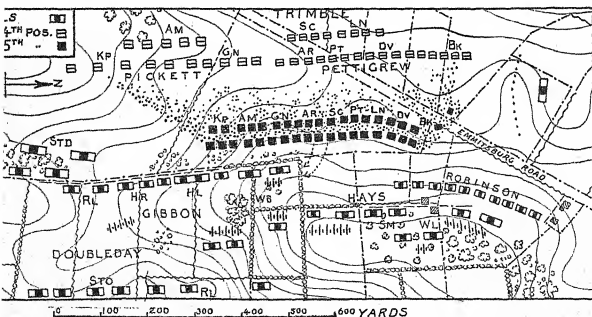 .S
4TH POS.
5TH "
TRIMBLE
SC LN
AM
KP
GN
AR PT
DV
BK
PICKETT
PETTIGREW
Z
KP AM GN AR SC PT-LN DV BK
EMMITSBURG ROAD
STD
ROBINSON
RL
HR
HL
WB
HAYS
GIBBON
SM
WL
DOUBLEDAY
STO
RL
0 100 200 300 400 500 600 YARDS